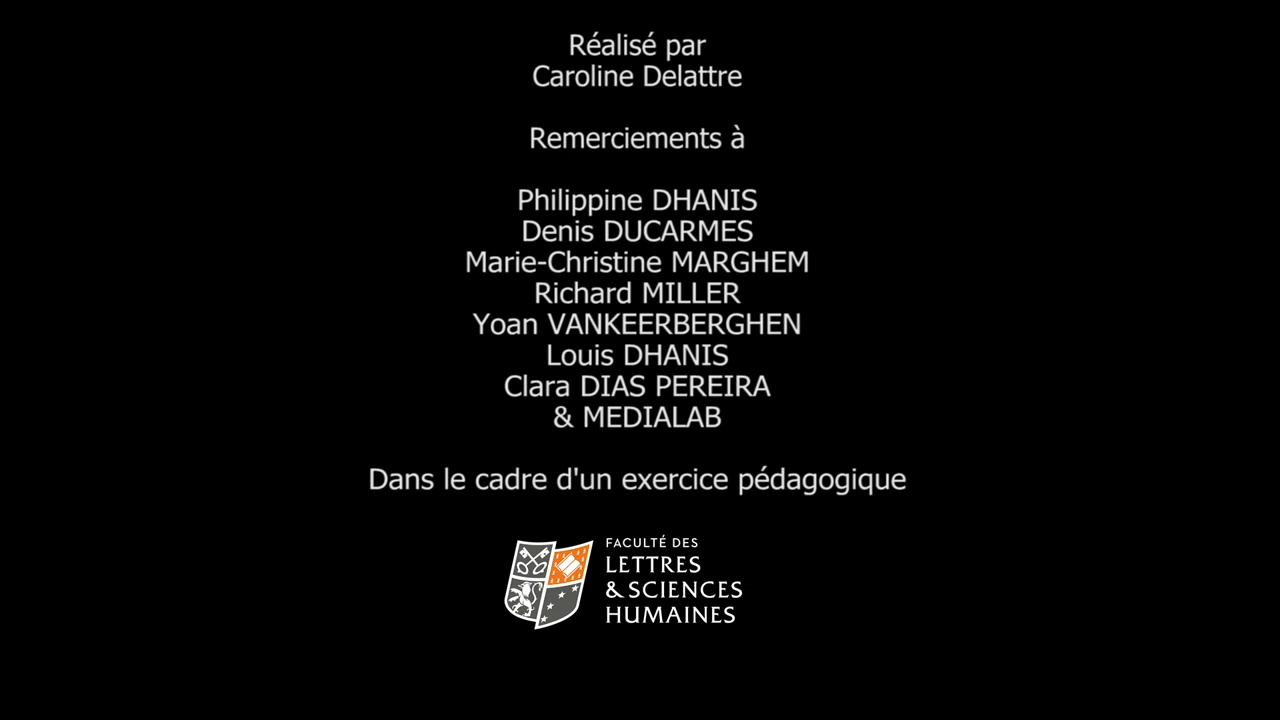 Réalisé par
Caroline Delattre
Remerciements à
Philippine DHANIS
Denis DUCARMES
Marie-Christine MARGHEM
Richard MILLER
Yoan VANKEERBERGHEN
Louis DHANIS
Clara DIAS PEREIRA
& MEDIALAB
Dans le cadre d'un exercice pédagogique
FACULTÉ DES
LETTRES
& SCIENCES
HUMAINES